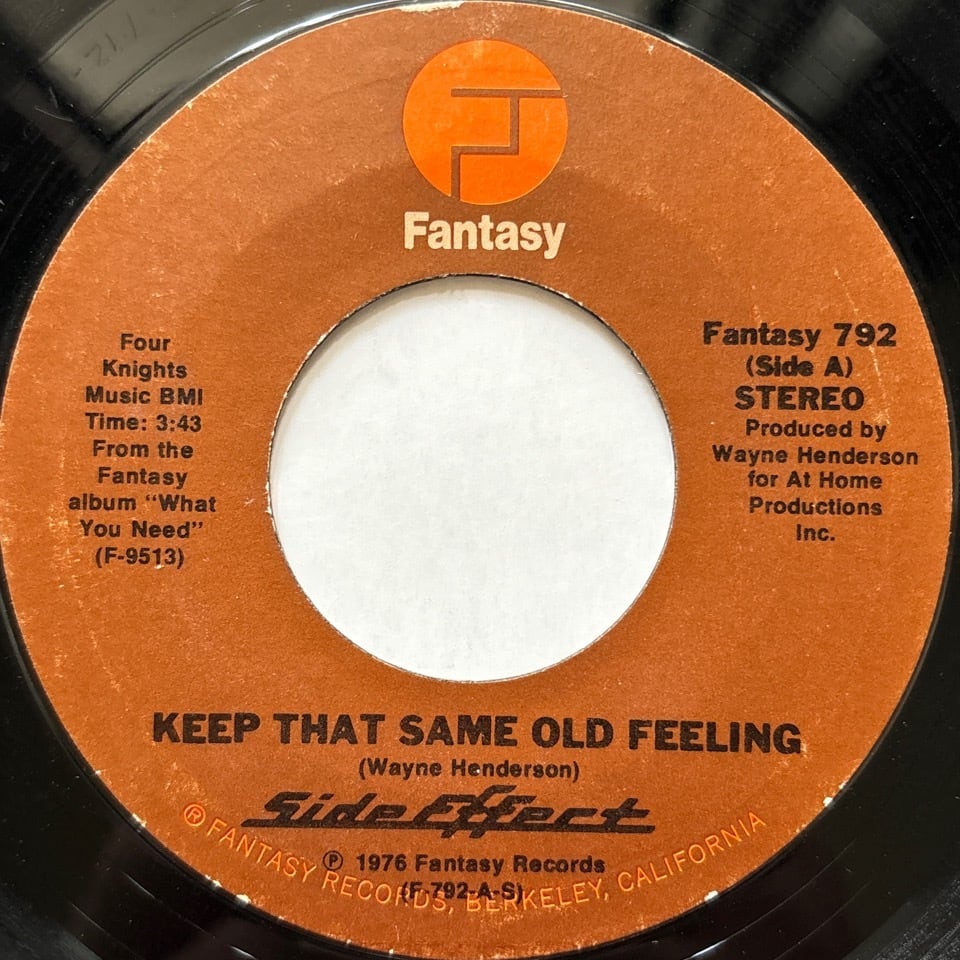 Fantasy
Four
Knights
Music BMI
Time: 3:43
From the
Fantasy
album “What
You Need”
(F-9513)
Fantasy 792
(Side A)
STEREO
Produced by
Wayne Henderson
for At Home
Productions
Inc.
KEEP THAT SAME OLD FEELING
(Wayne Henderson)
Side Effect
℗ 1976 Fantasy Records
(F-792-A-S)
® FANTASY RECORDS, BERKELEY, CALIFORNIA